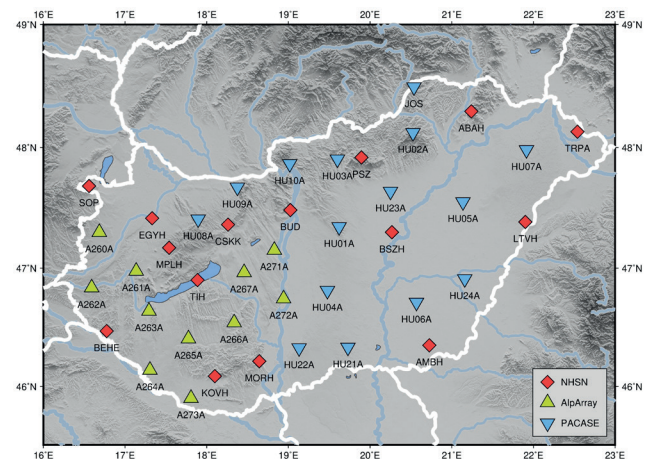 16°E 17°E 18°E 19°E 20°E 21°E 22°E 23°E
49°N 49°N
JOS
ABAH
48°N HU02A TRPA 48°N
HU10A HU03A PSZ HU07A
SOP HU09A HU23A HU05A
EGYH HU08A CSKK BUD HU01A BSZH LTVH
A260A MPLH
47°N A261A TIH A267A A271A 47°N
A262A HU04A HU24A
A263A A266A A272A HU06A
BEHE A265A HU22A HU21A AMBH
A264A KOVH MORH
46°N A273A 46°N
NHSN
AlpArray
PACASE
16°E 17°E 18°E 19°E 20°E 21°E 22°E 23°E